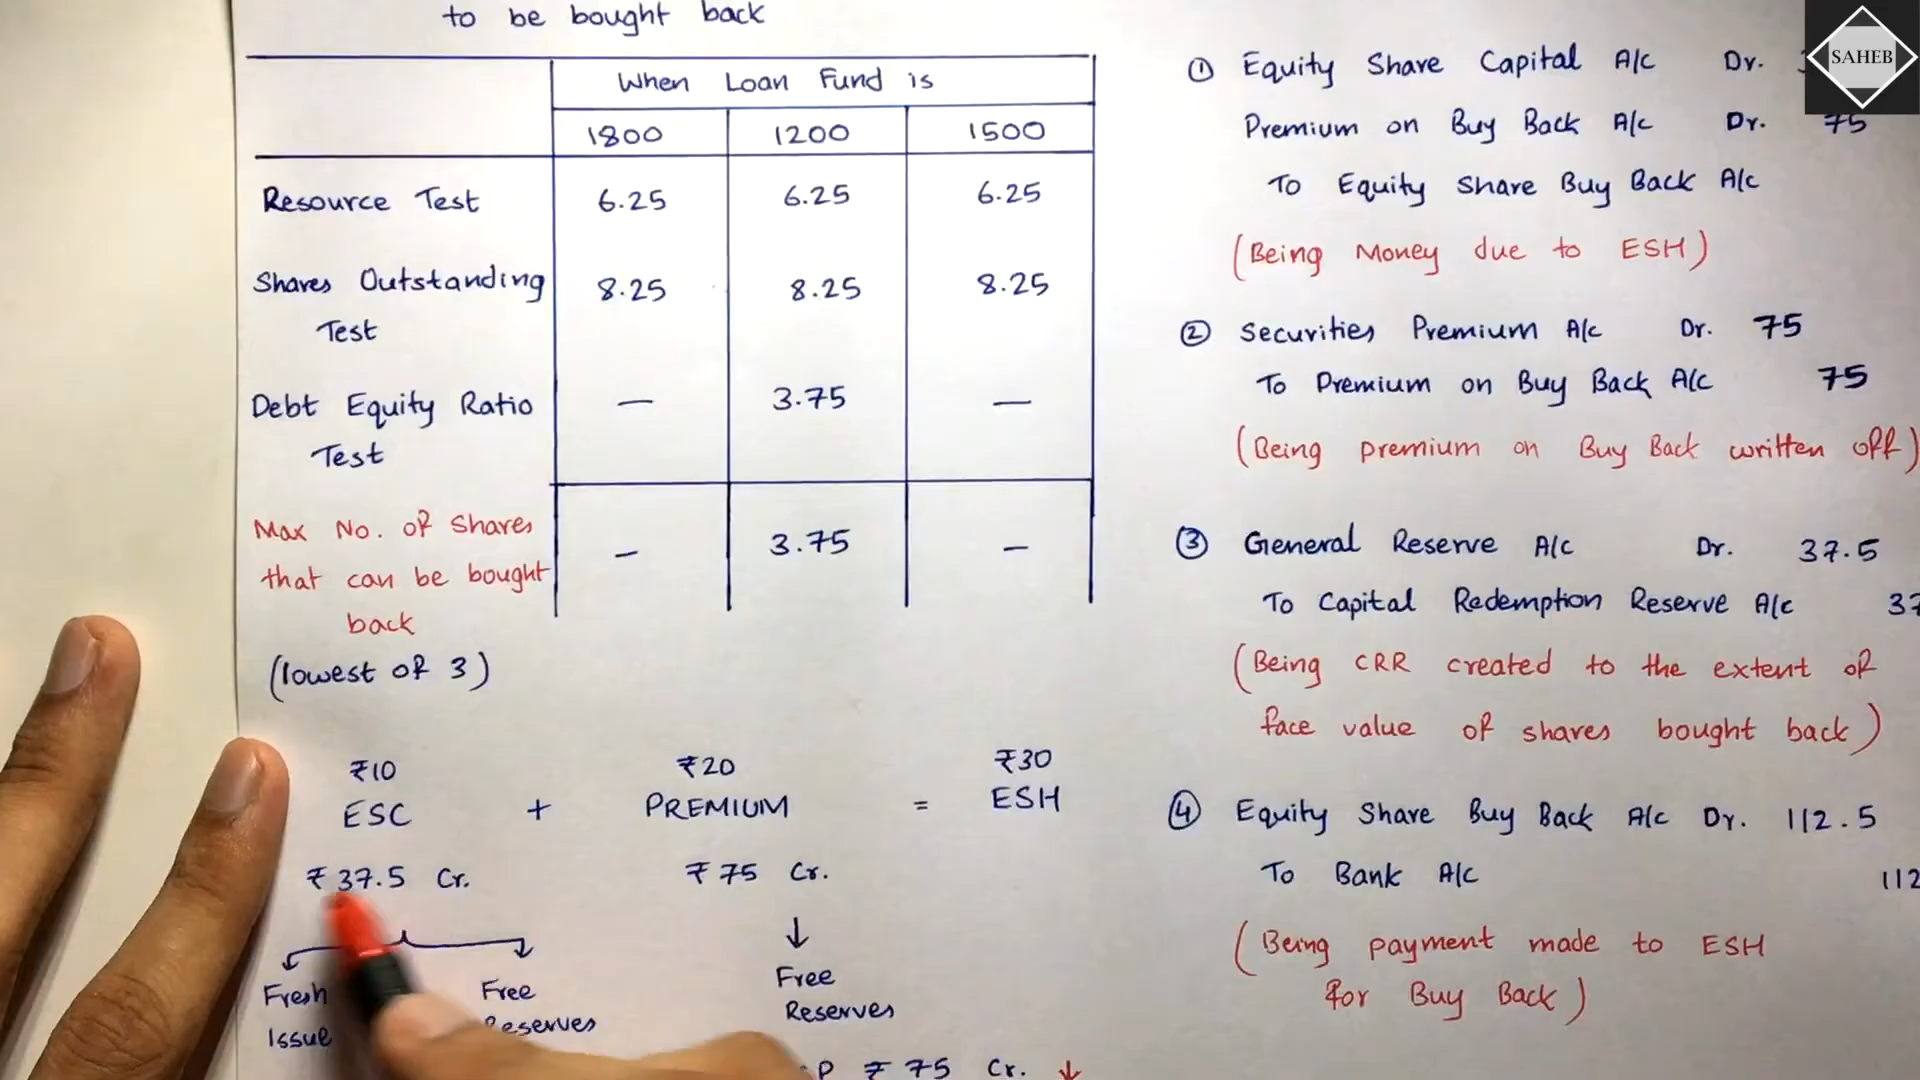 to be bought back
When Loan Fund is
1800 1200 1500
Resource Test 6.25 6.25 6.25
Shares Outstanding Test 8.25 8.25 8.25
Debt Equity Ratio Test — 3.75 —
Max No. of Shares that can be bought back — 3.75 —
(lowest of 3)
₹10 ₹20 ₹30
ESC + PREMIUM = ESH
₹37.5 Cr. ₹75 Cr.
Fresh Issue
Free Reserves
Free Reserves
P ₹75 Cr. ↓
① Equity Share Capital A/c Dr.
Premium on Buy Back A/c Dr. 75
To Equity Share Buy Back A/c
(Being Money due to ESH)
② Securities Premium A/c Dr. 75
To Premium on Buy Back A/c 75
(Being premium on Buy Back written off)
③ General Reserve A/c Dr. 37.5
To Capital Redemption Reserve A/c 37
(Being CRR created to the extent of
face value of shares bought back)
④ Equity Share Buy Back A/c Dr. 112.5
To Bank A/c 112
(Being payment made to ESH
for Buy Back)
SAHEB